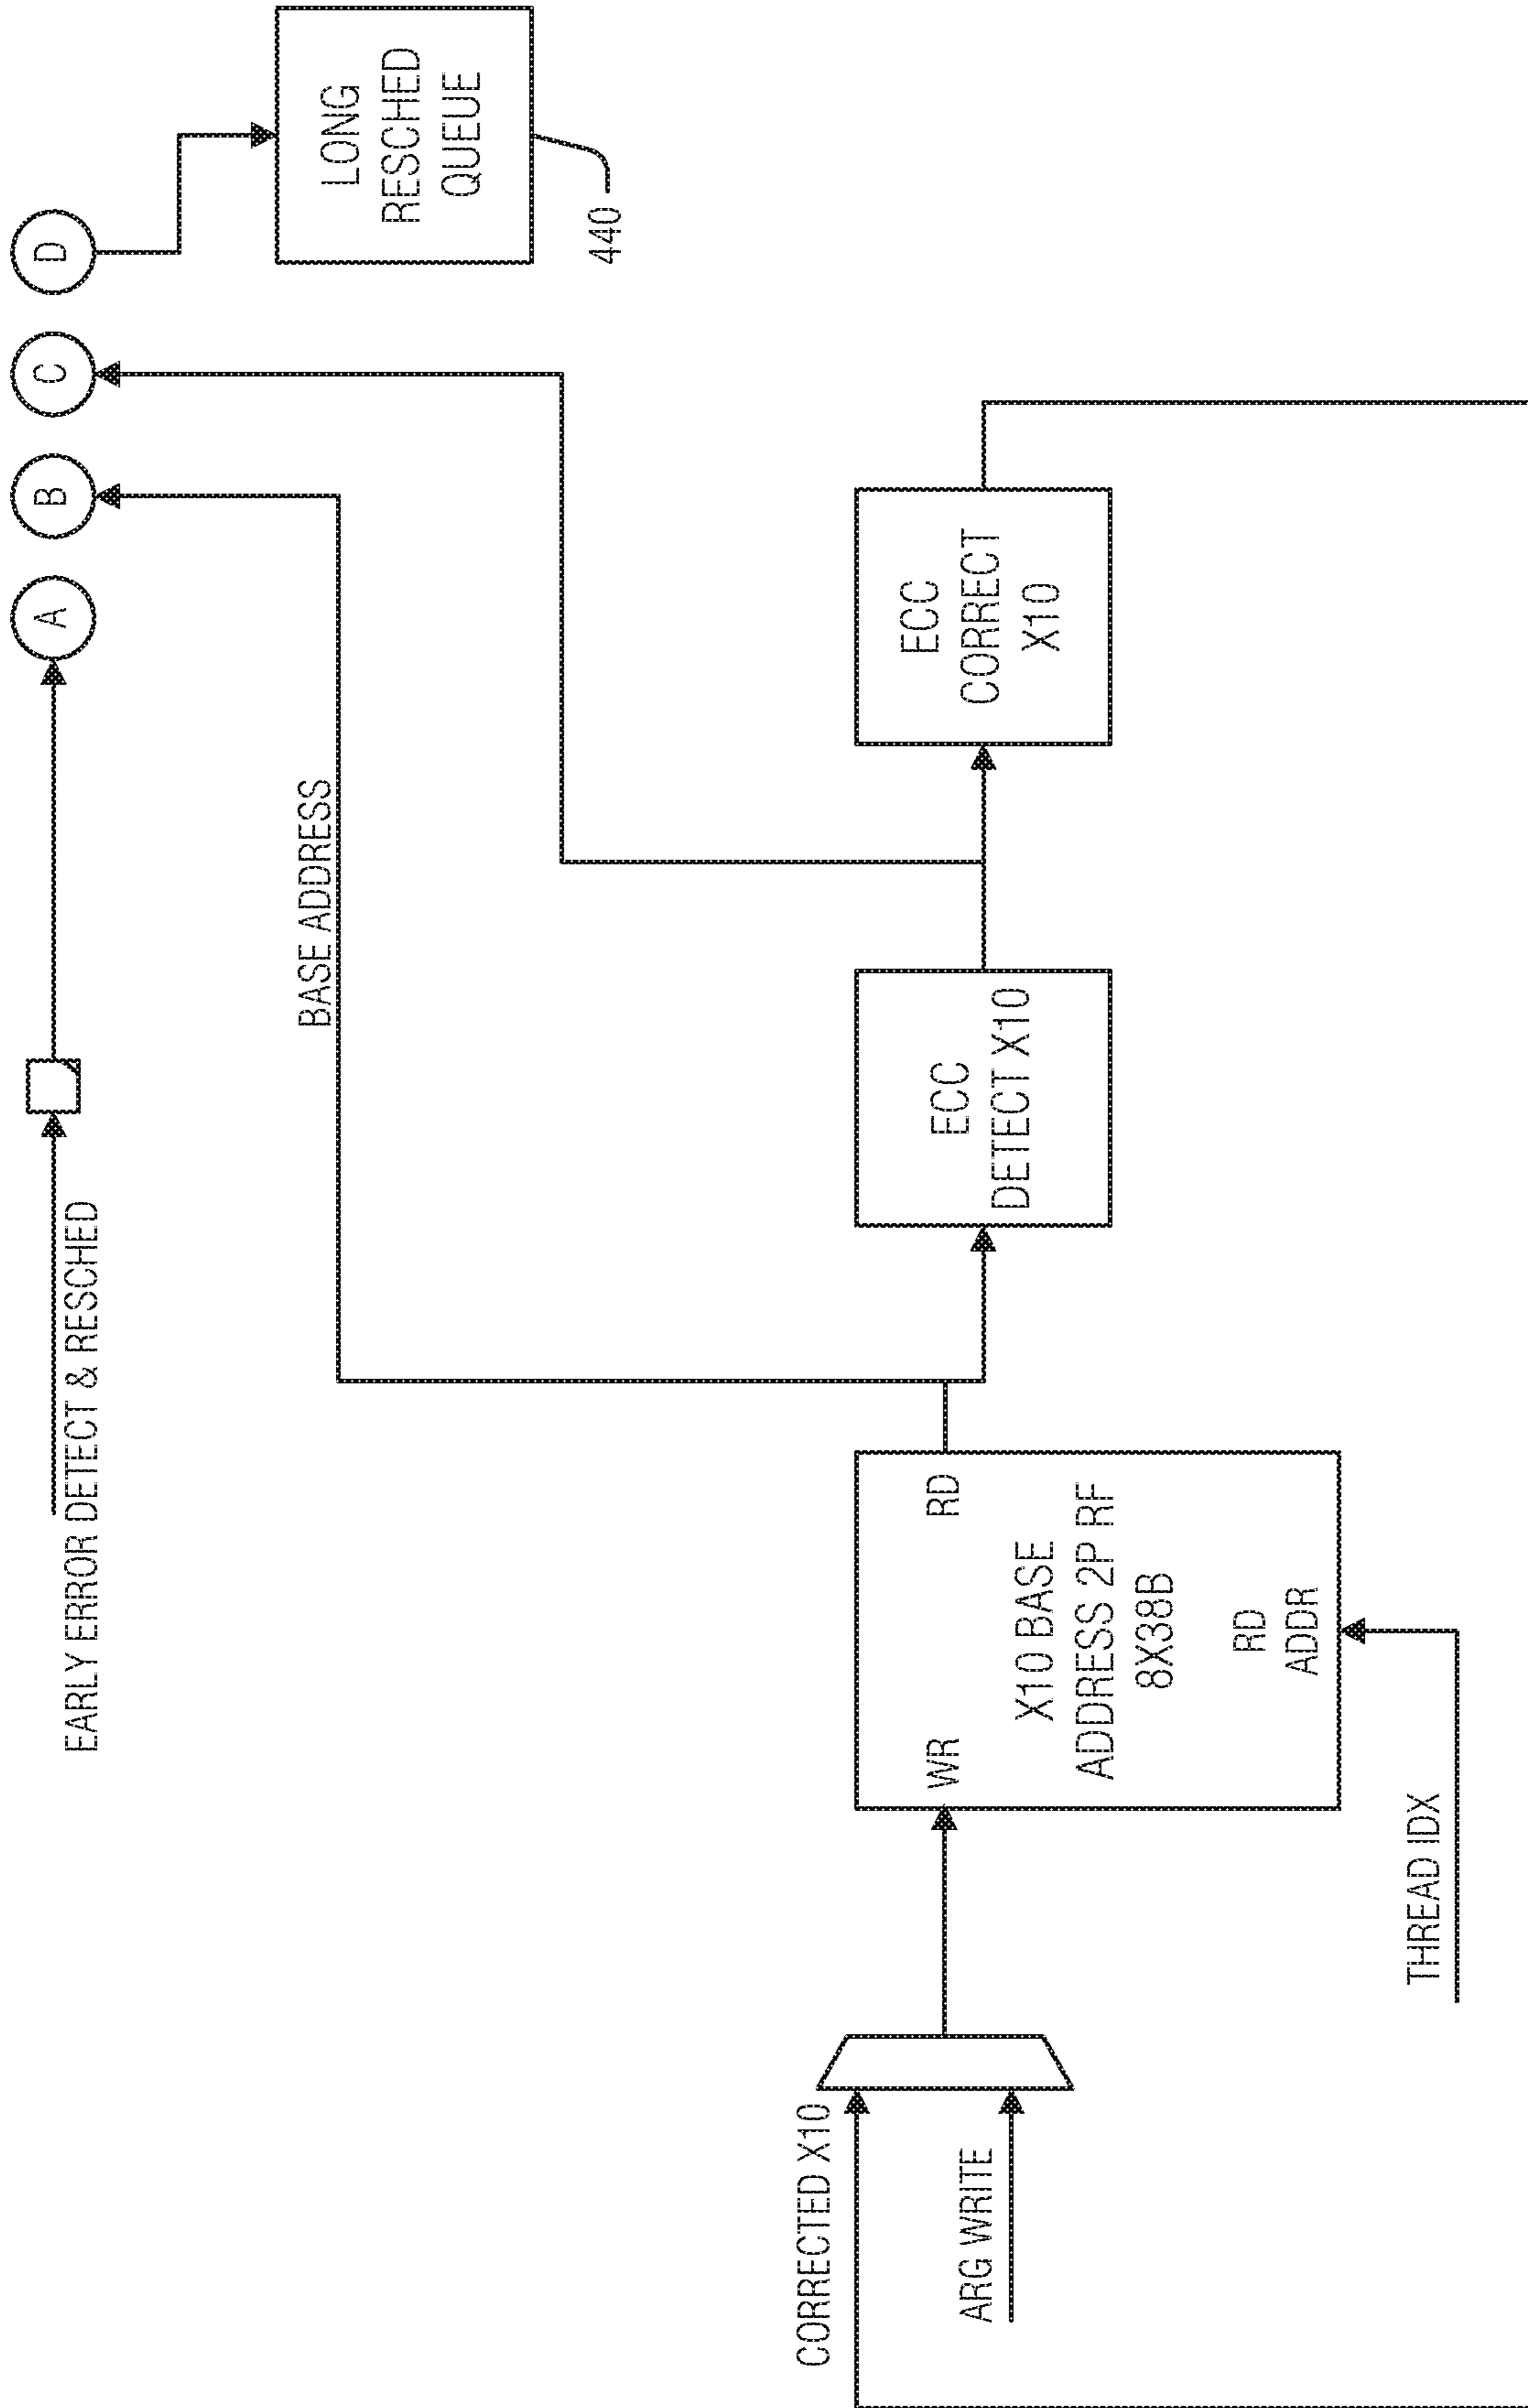 EARLY ERROR DETECT & RESCHED
A
B
C
D
LONG
RESCHED
QUEUE
440
BASE ADDRESS
CORRECTED X10
ARG WRITE
WR
RD
X10 BASE
ADDRESS 2P RF
8X38B
RD
ADDR
THREAD IDX
ECC
DETECT X10
ECC
CORRECT
X10